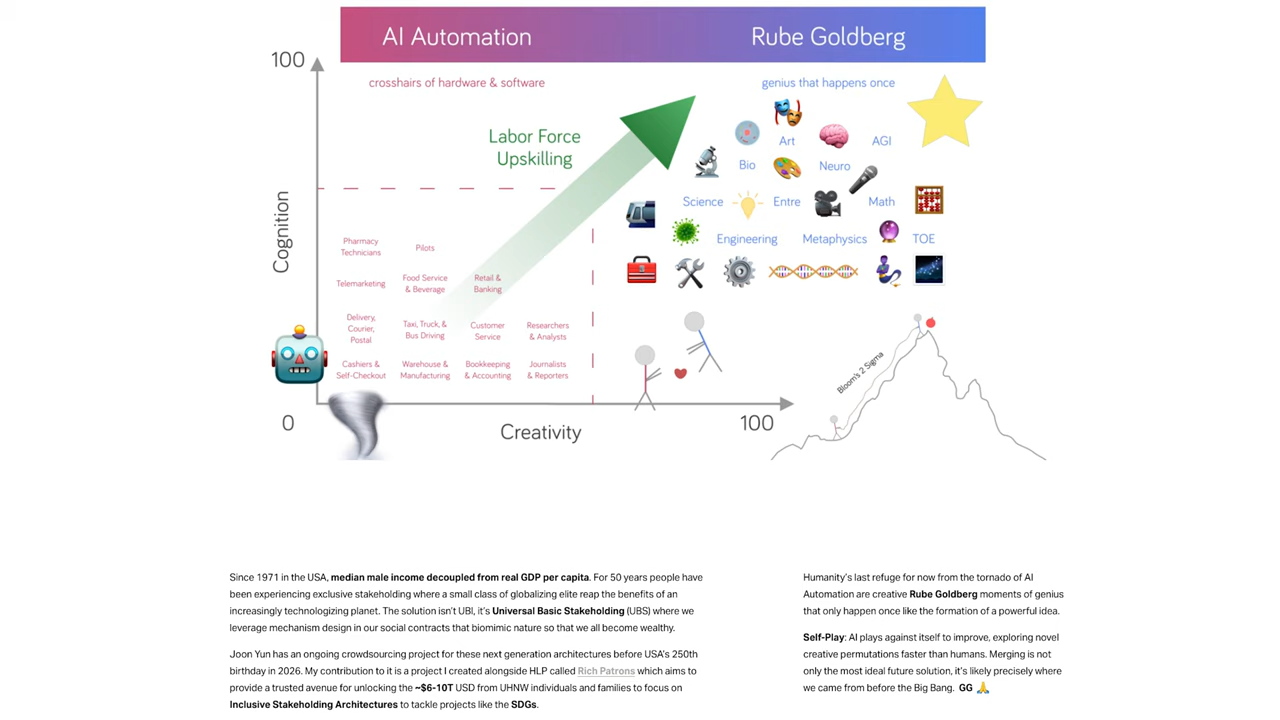 AI Automation
Rube Goldberg
100
crosshairs of hardware & software
genius that happens once
Labor Force
Upskilling
Art
AGI
Bio
Neuro
Science
Entre
Math
Engineering
Metaphysics
TOE
Cognition
Pharmacy
Technicians
Pilots
Telemarketing
Food Service
& Beverage
Retail &
Banking
Delivery,
Courier,
Postal
Taxi, Truck, &
Bus Driving
Customer
Service
Researchers
& Analysts
Cashiers &
Self-Checkout
Warehouse &
Manufacturing
Bookkeeping
& Accounting
Journalists
& Reporters
Bloom's 2 Sigma
0
Creativity
100
Since 1971 in the USA, median male income decoupled from real GDP per capita. For 50 years people have
been experiencing exclusive stakeholding where a small class of globalizing elite reap the benefits of an
increasingly technologizing planet. The solution isn't UBI, it's Universal Basic Stakeholding (UBS) where we
leverage mechanism design in our social contracts that biomimic nature so that we all become wealthy.
Joon Yun has an ongoing crowdsourcing project for these next generation architectures before USA's 250th
birthday in 2026. My contribution to it is a project I created alongside HLP called Rich Patrons which aims to
provide a trusted avenue for unlocking the ~$6-10T USD from UHNW individuals and families to focus on
Inclusive Stakeholding Architectures to tackle projects like the SDGs.
Humanity's last refuge for now from the tornado of AI
Automation are creative Rube Goldberg moments of genius
that only happen once like the formation of a powerful idea.
Self-Play: AI plays against itself to improve, exploring novel
creative permutations faster than humans. Merging is not
only the most ideal future solution, it's likely precisely where
we came from before the Big Bang. GG 🙏